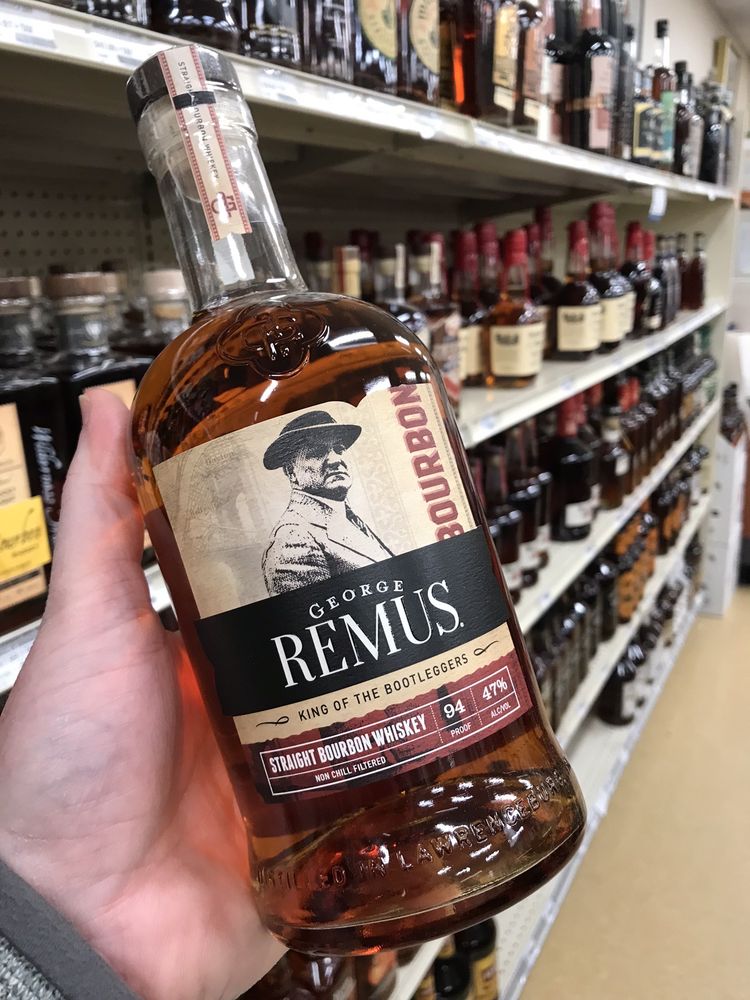 STRAIGHT BOURBON WHISKEY
BOURBON
GEORGE
REMUS.
KING OF THE BOOTLEGGERS
STRAIGHT BOURBON WHISKEY
NON CHILL FILTERED
94
PROOF
47%
ALC/VOL
DISTILLED IN LAWRENCEBURG